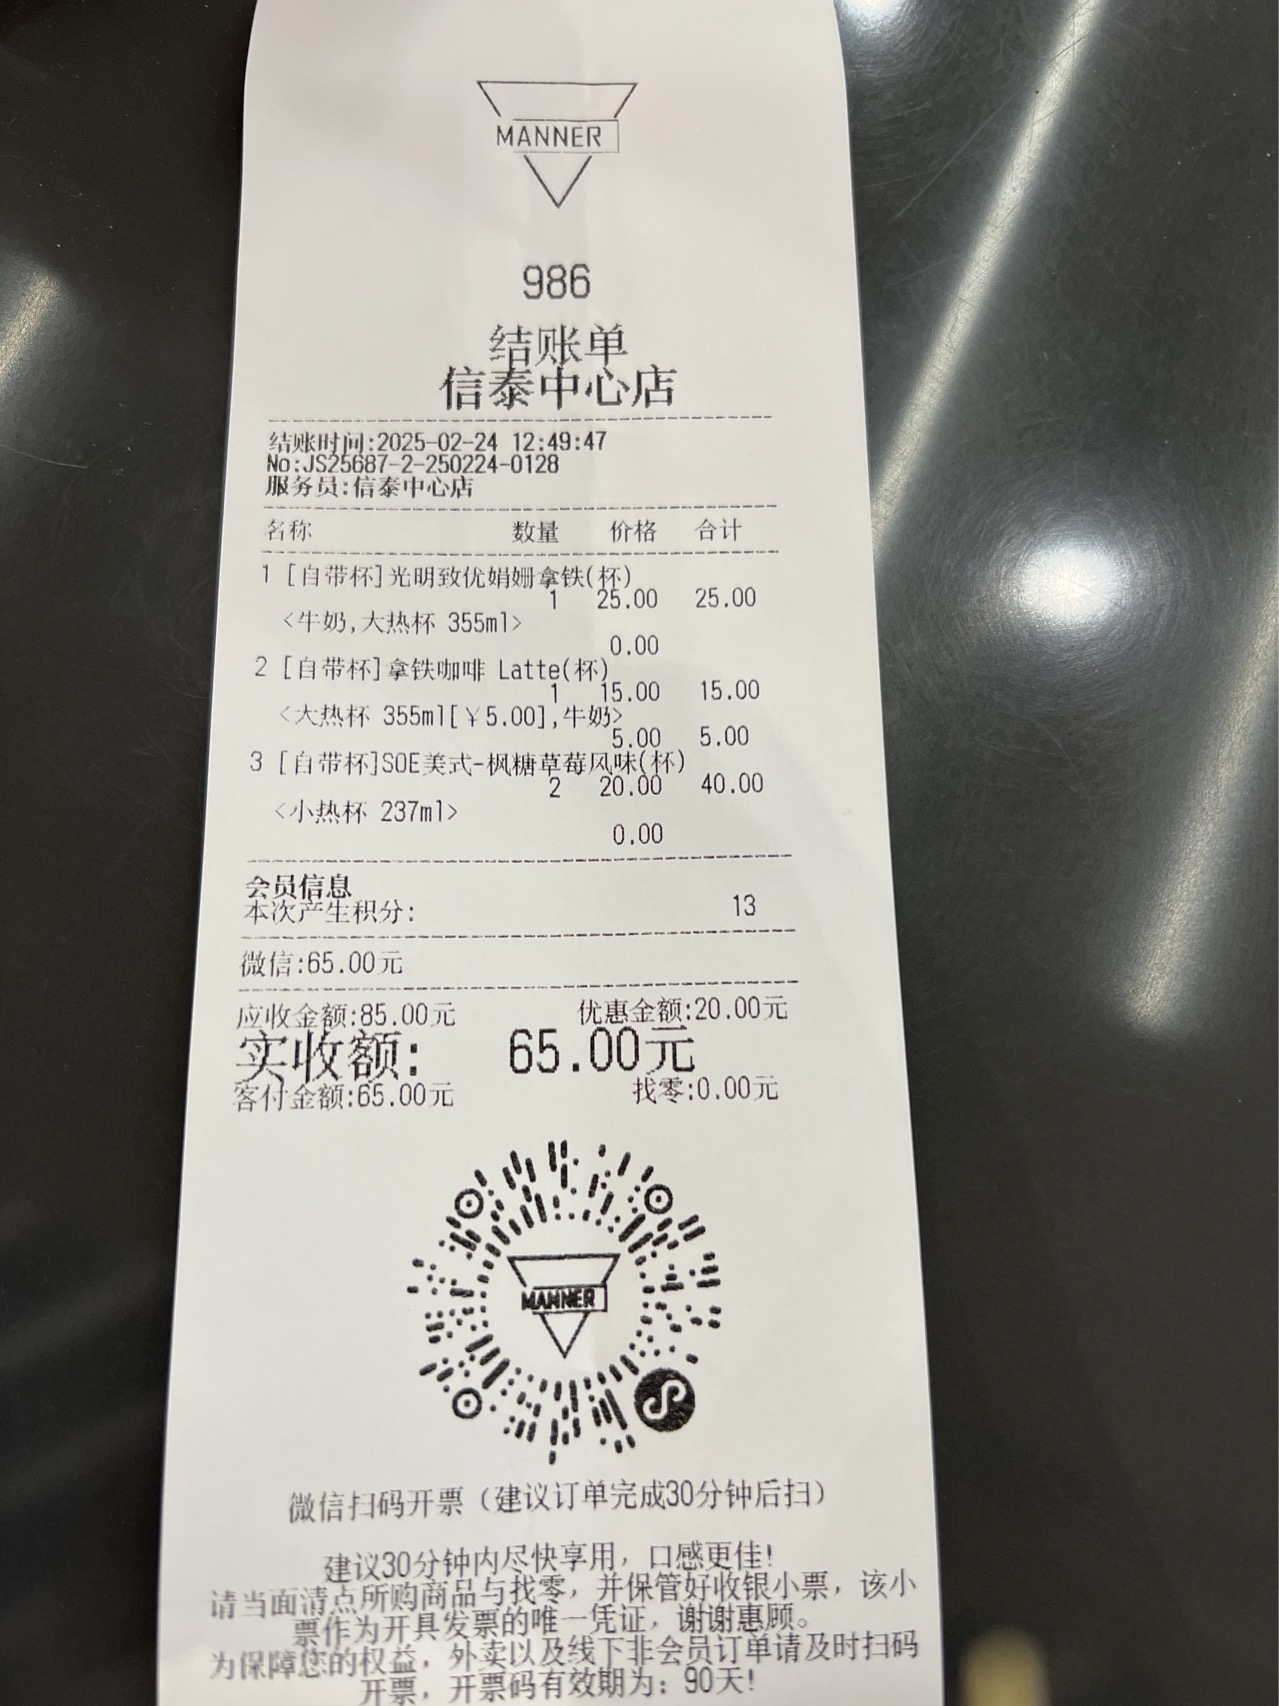 MANNER
986
结账单
信泰中心店
结账时间:2025-02-24 12:49:47
No:JS25687-2-250224-0128
服务员:信泰中心店
名称 数量 价格 合计
1 [自带杯]光明致优娟姗拿铁(杯)
1 25.00 25.00
<牛奶,大热杯 355ml>
0.00
2 [自带杯]拿铁咖啡 Latte(杯)
1 15.00 15.00
<大热杯 355ml[￥5.00],牛奶>
5.00 5.00
3 [自带杯]SOE美式-枫糖草莓风味(杯)
2 20.00 40.00
<小热杯 237ml>
0.00
会员信息
本次产生积分: 13
微信:65.00元
应收金额:85.00元 优惠金额:20.00元
实收额: 65.00元
客付金额:65.00元 找零:0.00元
MANNER
微信扫码开票（建议订单完成30分钟后扫）
建议30分钟内尽快享用，口感更佳!
请当面清点所购商品与找零，并保管好收银小票，该小
票作为开具发票的唯一凭证，谢谢惠顾。
为保障您的权益，外卖以及线下非会员订单请及时扫码
开票，开票码有效期为：90天!